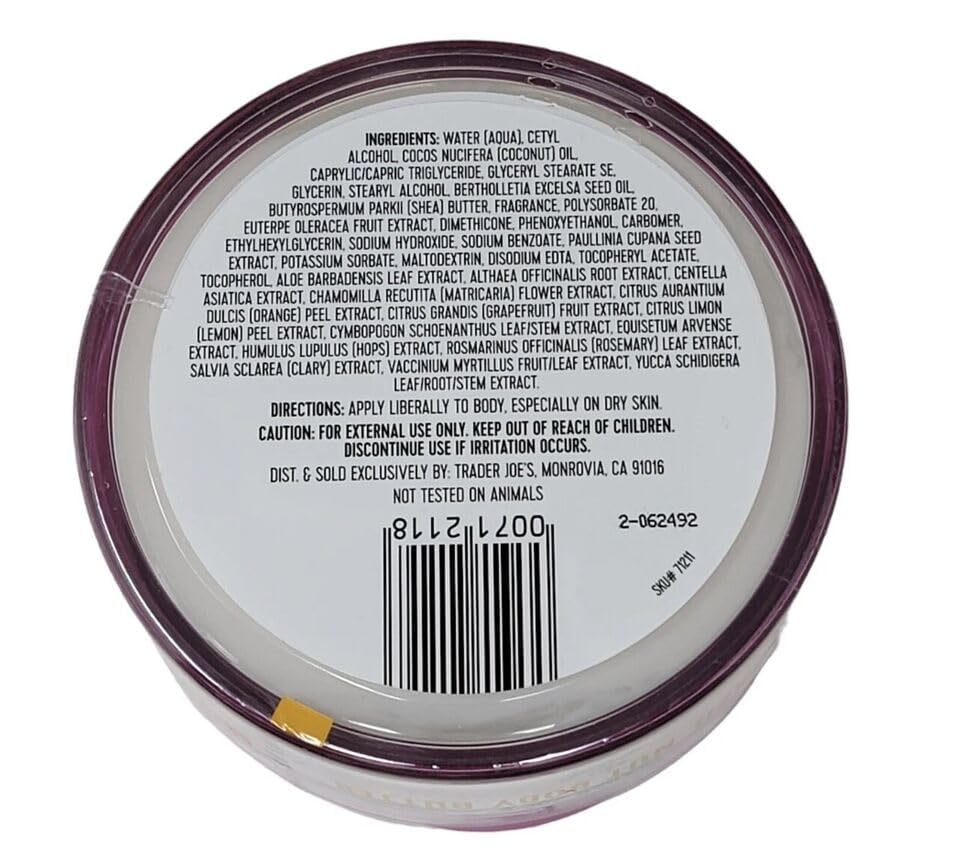 INGREDIENTS: WATER (AQUA), CETYL
ALCOHOL, COCOS NUCIFERA (COCONUT) OIL,
CAPRYLIC/CAPRIC TRIGLYCERIDE, GLYCERYL STEARATE SE,
GLYCERIN, STEARYL ALCOHOL, BERTHOLLETIA EXCELSA SEED OIL,
BUTYROSPERMUM PARKII (SHEA) BUTTER, FRAGRANCE, POLYSORBATE 20,
EUTERPE OLERACEA FRUIT EXTRACT, DIMETHICONE, PHENOXYETHANOL, CARBOMER,
ETHYLHEXYLGLYCERIN, SODIUM HYDROXIDE, SODIUM BENZOATE, PAULLINIA CUPANA SEED
EXTRACT, POTASSIUM SORBATE, MALTODEXTRIN, DISODIUM EDTA, TOCOPHERYL ACETATE,
TOCOPHEROL, ALOE BARBADENSIS LEAF EXTRACT, ALTHAEA OFFICINALIS ROOT EXTRACT, CENTELLA
ASIATICA EXTRACT, CHAMOMILLA RECUTITA (MATRICARIA) FLOWER EXTRACT, CITRUS AURANTIUM
DULCIS (ORANGE) PEEL EXTRACT, CITRUS GRANDIS (GRAPEFRUIT) FRUIT EXTRACT, CITRUS LIMON
(LEMON) PEEL EXTRACT, CYMBOPOGON SCHOENANTHUS LEAF/STEM EXTRACT, EQUISETUM ARVENSE
EXTRACT, HUMULUS LUPULUS (HOPS) EXTRACT, ROSMARINUS OFFICINALIS (ROSEMARY) LEAF EXTRACT,
SALVIA SCLAREA (CLARY) EXTRACT, VACCINIUM MYRTILLUS FRUIT/LEAF EXTRACT, YUCCA SCHIDIGERA
LEAF/ROOT/STEM EXTRACT.
DIRECTIONS: APPLY LIBERALLY TO BODY, ESPECIALLY ON DRY SKIN.
CAUTION: FOR EXTERNAL USE ONLY. KEEP OUT OF REACH OF CHILDREN.
DISCONTINUE USE IF IRRITATION OCCURS.
DIST. & SOLD EXCLUSIVELY BY: TRADER JOE'S, MONROVIA, CA 91016
NOT TESTED ON ANIMALS
0071 2118
2-062492
SKU# 71211
NUT BODY BUTTER